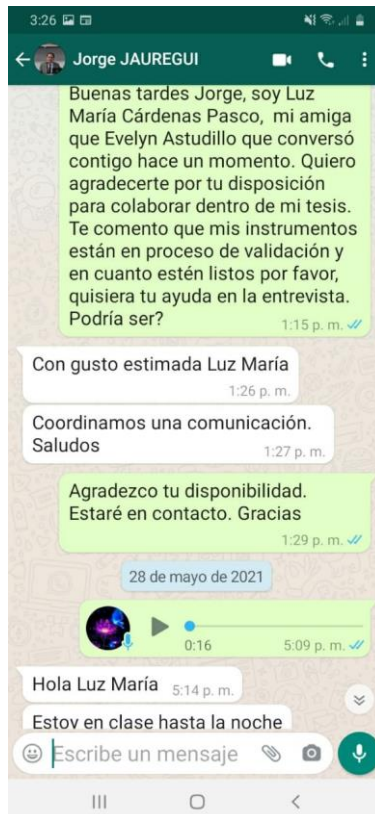 3:26
Jorge JAUREGUI
Buenas tardes Jorge, soy Luz
María Cárdenas Pasco, mi amiga
que Evelyn Astudillo que conversó
contigo hace un momento. Quiero
agradecerte por tu disposición
para colaborar dentro de mi tesis.
Te comento que mis instrumentos
están en proceso de validación y
en cuanto estén listos por favor,
quisiera tu ayuda en la entrevista.
Podría ser?
1:15 p. m.
Con gusto estimada Luz María
1:26 p. m.
Coordinamos una comunicación.
Saludos
1:27 p. m.
Agradezco tu disponibilidad.
Estaré en contacto. Gracias
1:29 p. m.
28 de mayo de 2021
0:16
5:09 p. m.
Hola Luz María 5:14 p. m.
Estoy en clase hasta la noche
Escribe un mensaje